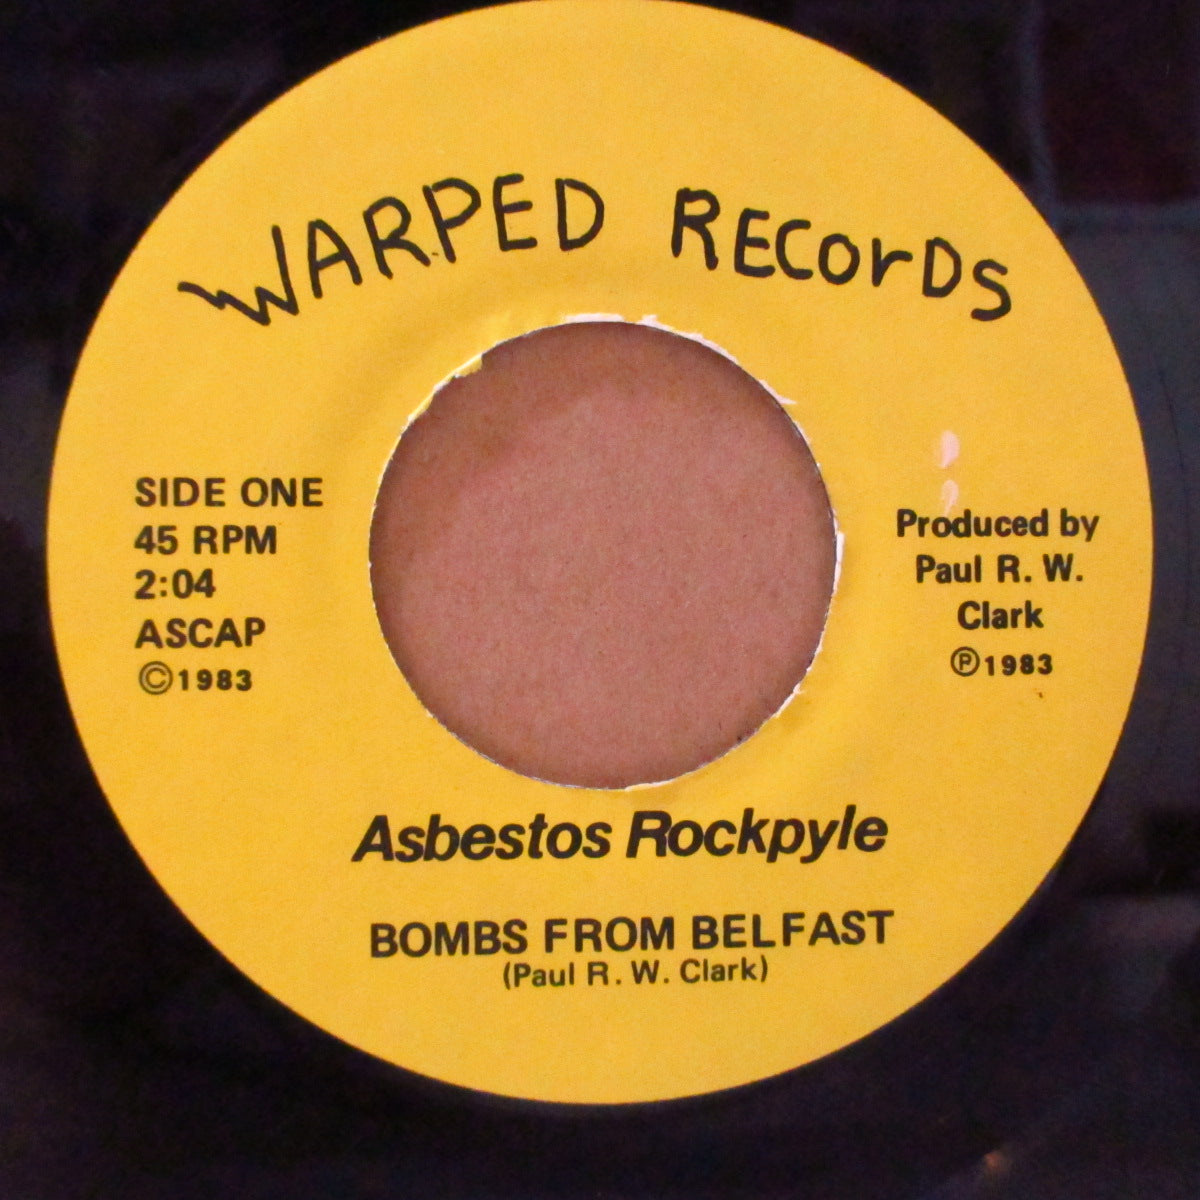 WARPED RECorDS
SIDE ONE
45 RPM
2:04
ASCAP
©1983
Produced by
Paul R. W.
Clark
℗1983
Asbestos Rockpyle
BOMBS FROM BELFAST
(Paul R. W. Clark)